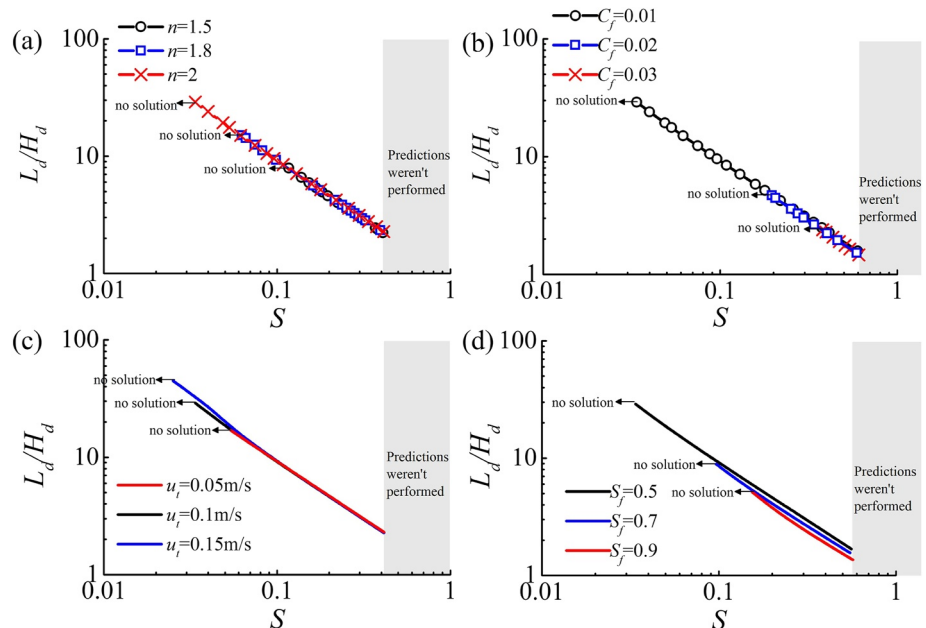 (a)
n=1.5
n=1.8
n=2
100
10
1
L_d/H_d
no solution
no solution
no solution
Predictions
weren't
performed
0.01
0.1
1
S
(b)
C_f=0.01
C_f=0.02
C_f=0.03
100
10
1
L_d/H_d
no solution
no solution
no solution
Predictions
weren't
performed
0.01
0.1
1
S
(c)
100
10
1
L_d/H_d
no solution
no solution
no solution
Predictions
weren't
performed
u_t=0.05m/s
u_t=0.1m/s
u_t=0.15m/s
0.01
0.1
1
S
(d)
100
10
1
L_d/H_d
no solution
no solution
no solution
Predictions
weren't
performed
S_f=0.5
S_f=0.7
S_f=0.9
0.01
0.1
1
S